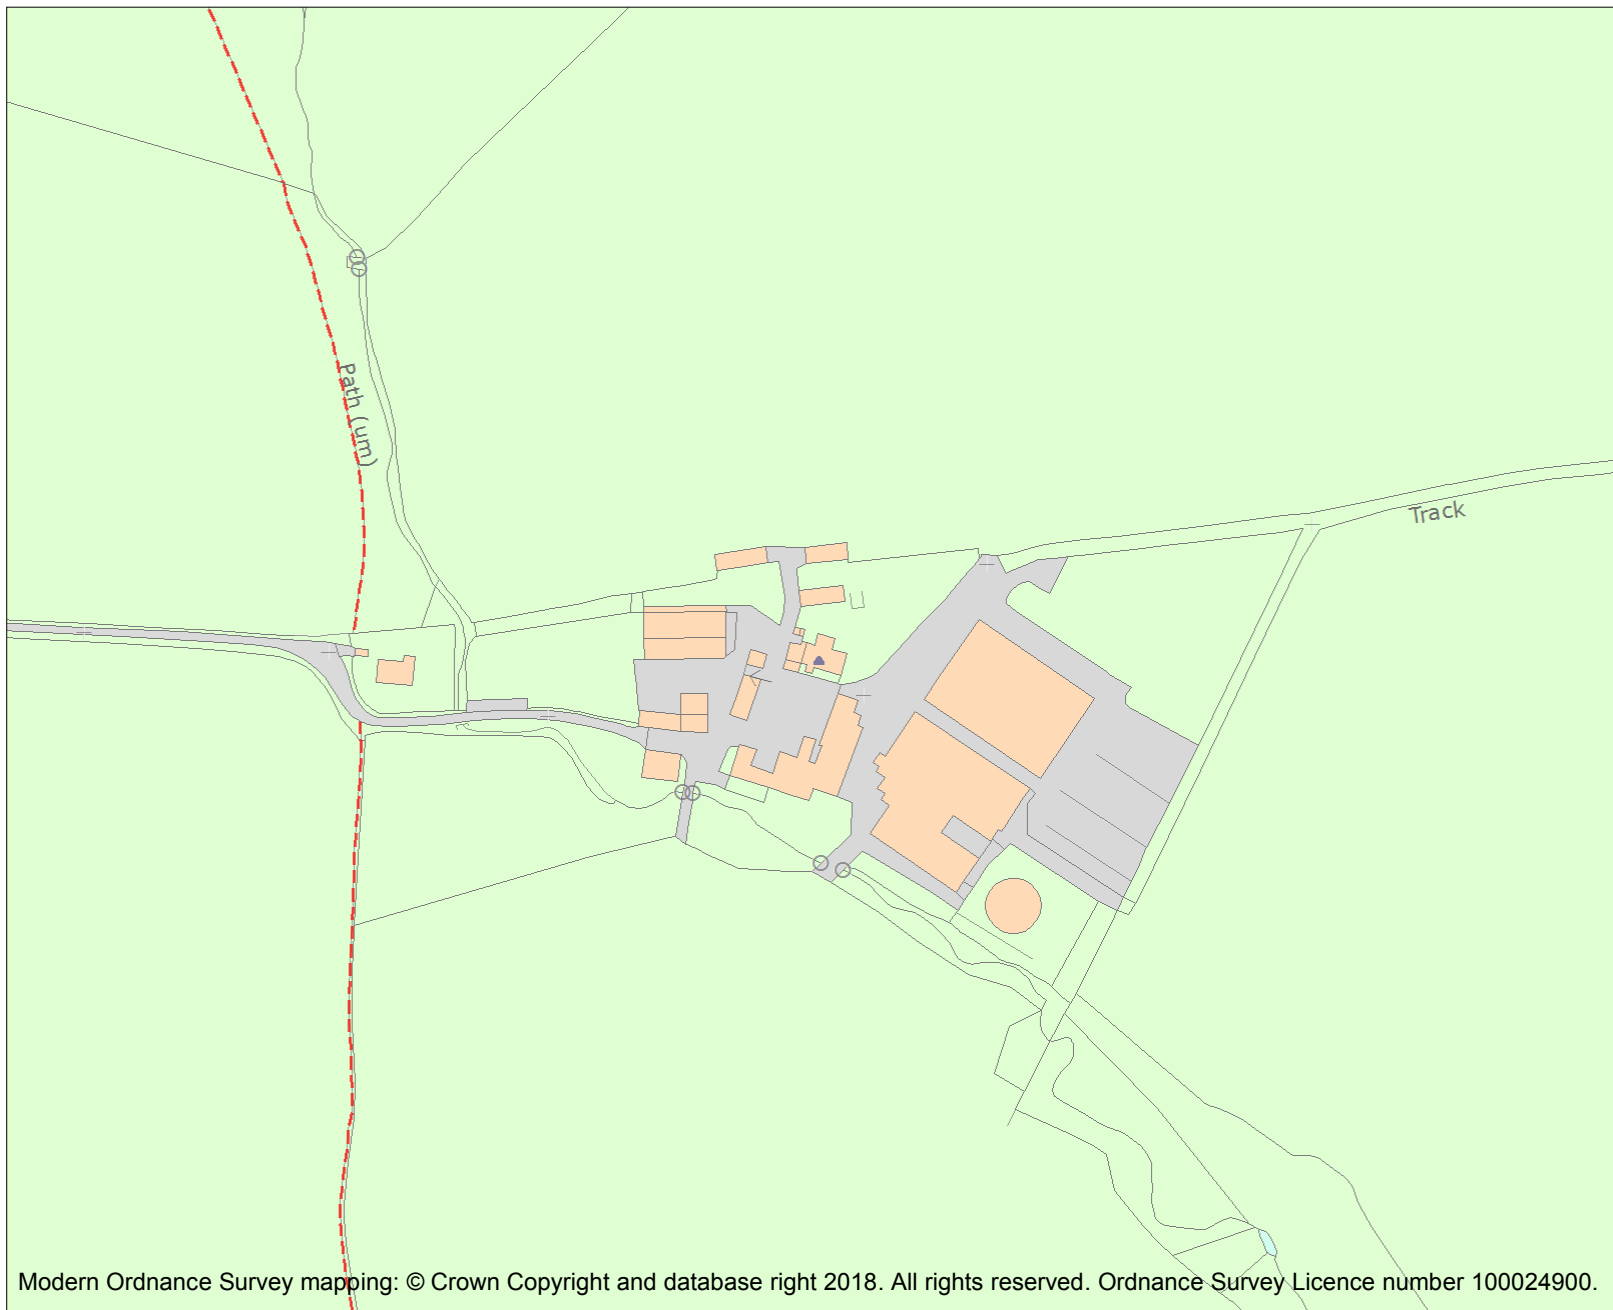 Path (um)
Track
Modern Ordnance Survey mapping: © Crown Copyright and database right 2018. All rights reserved. Ordnance Survey Licence number 100024900.